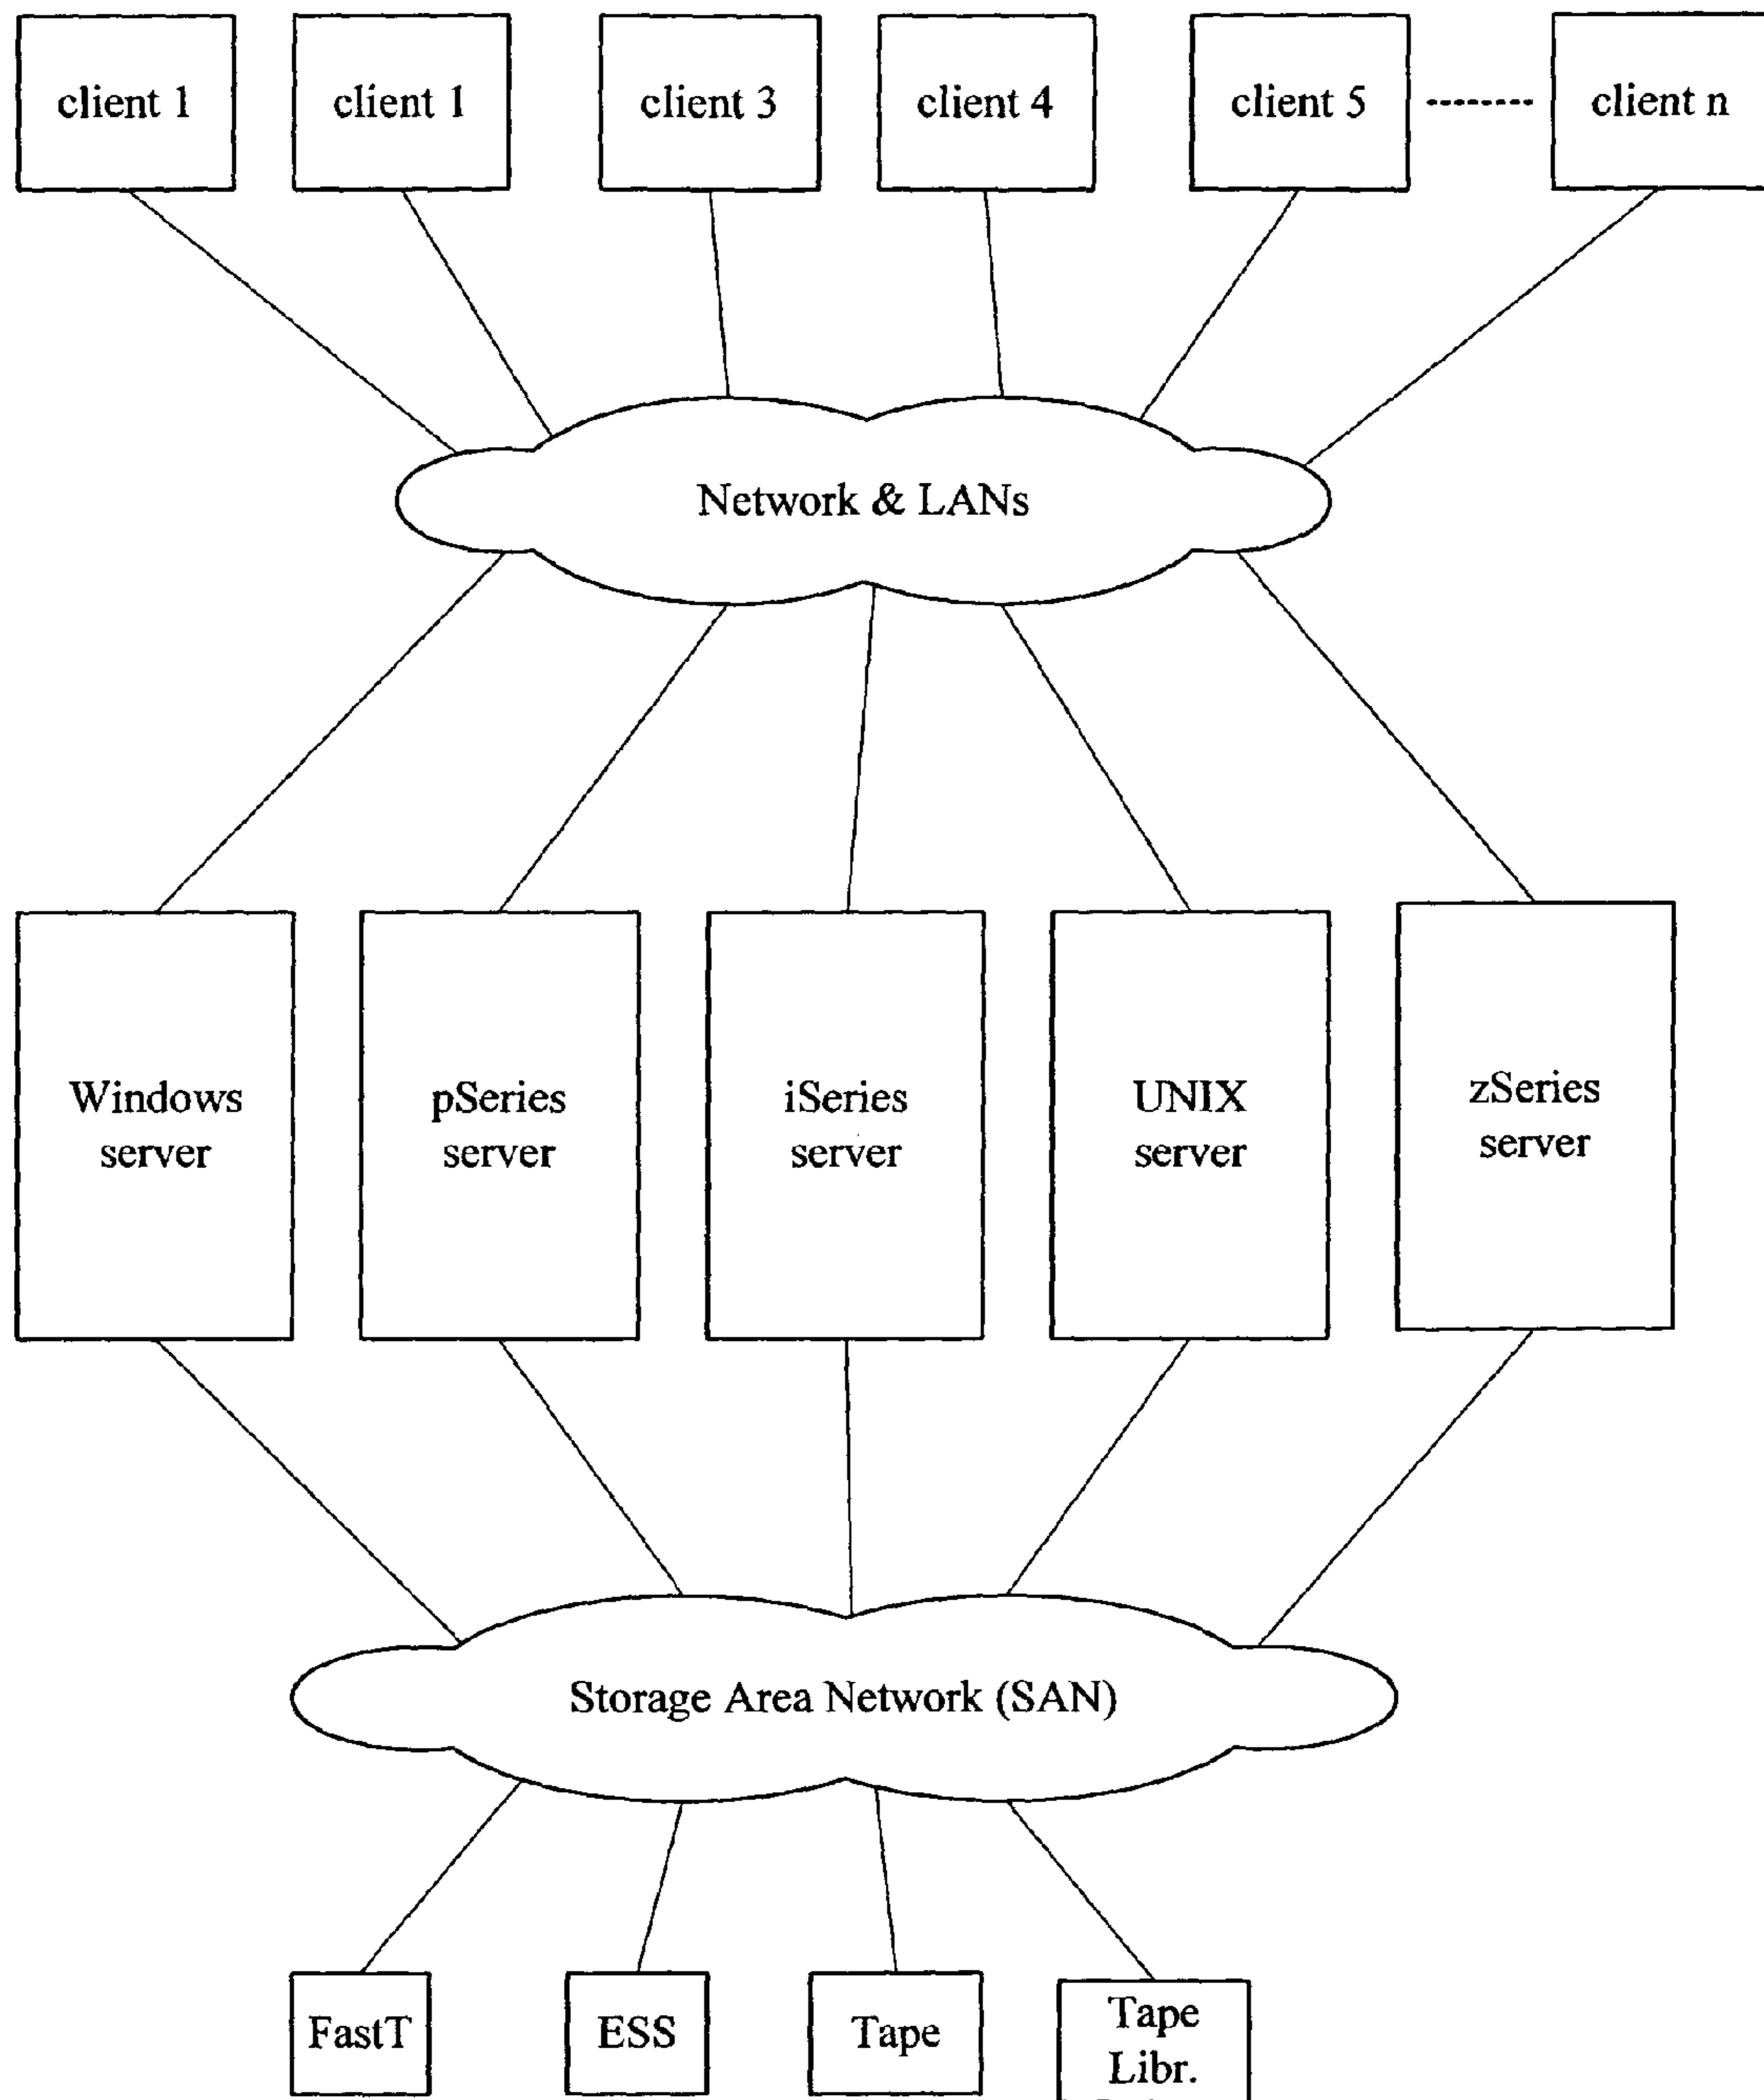 client 1
client 1
client 3
client 4
client 5
client n
Network & LANs
Windows
server
pSeries
server
iSeries
server
UNIX
server
zSeries
server
Storage Area Network (SAN)
FastT
ESS
Tape
Tape
Libr.